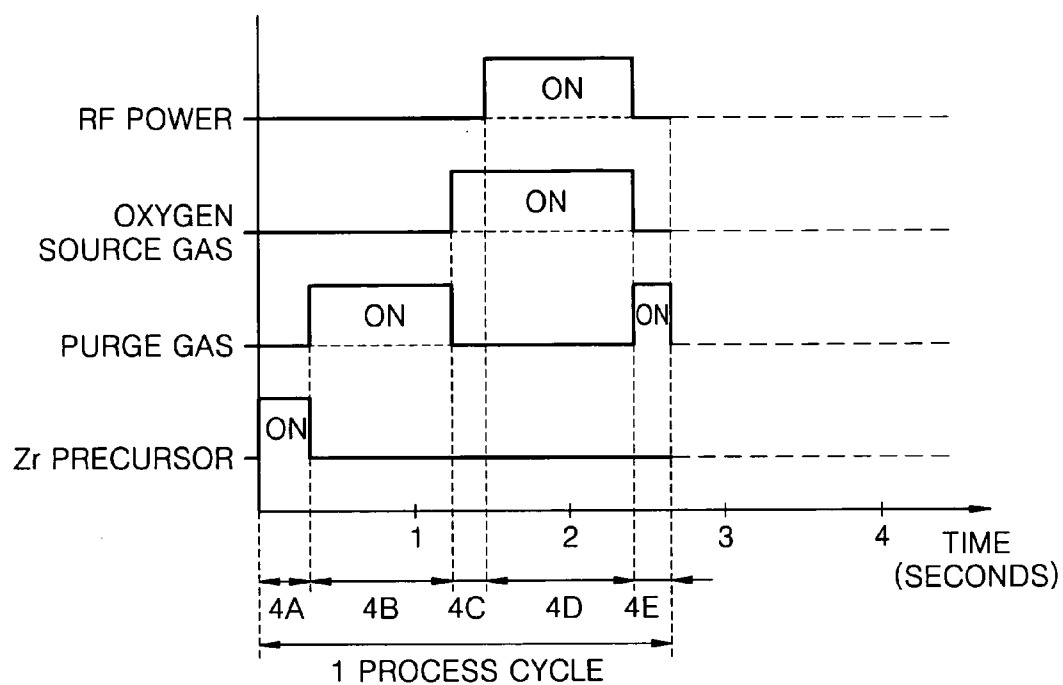 ON
RF POWER
ON
OXYGEN
SOURCE GAS
ON
ON
PURGE GAS
ON
Zr PRECURSOR
1
2
3
4
TIME
(SECONDS)
4A
4B
4C
4D
4E
1 PROCESS CYCLE